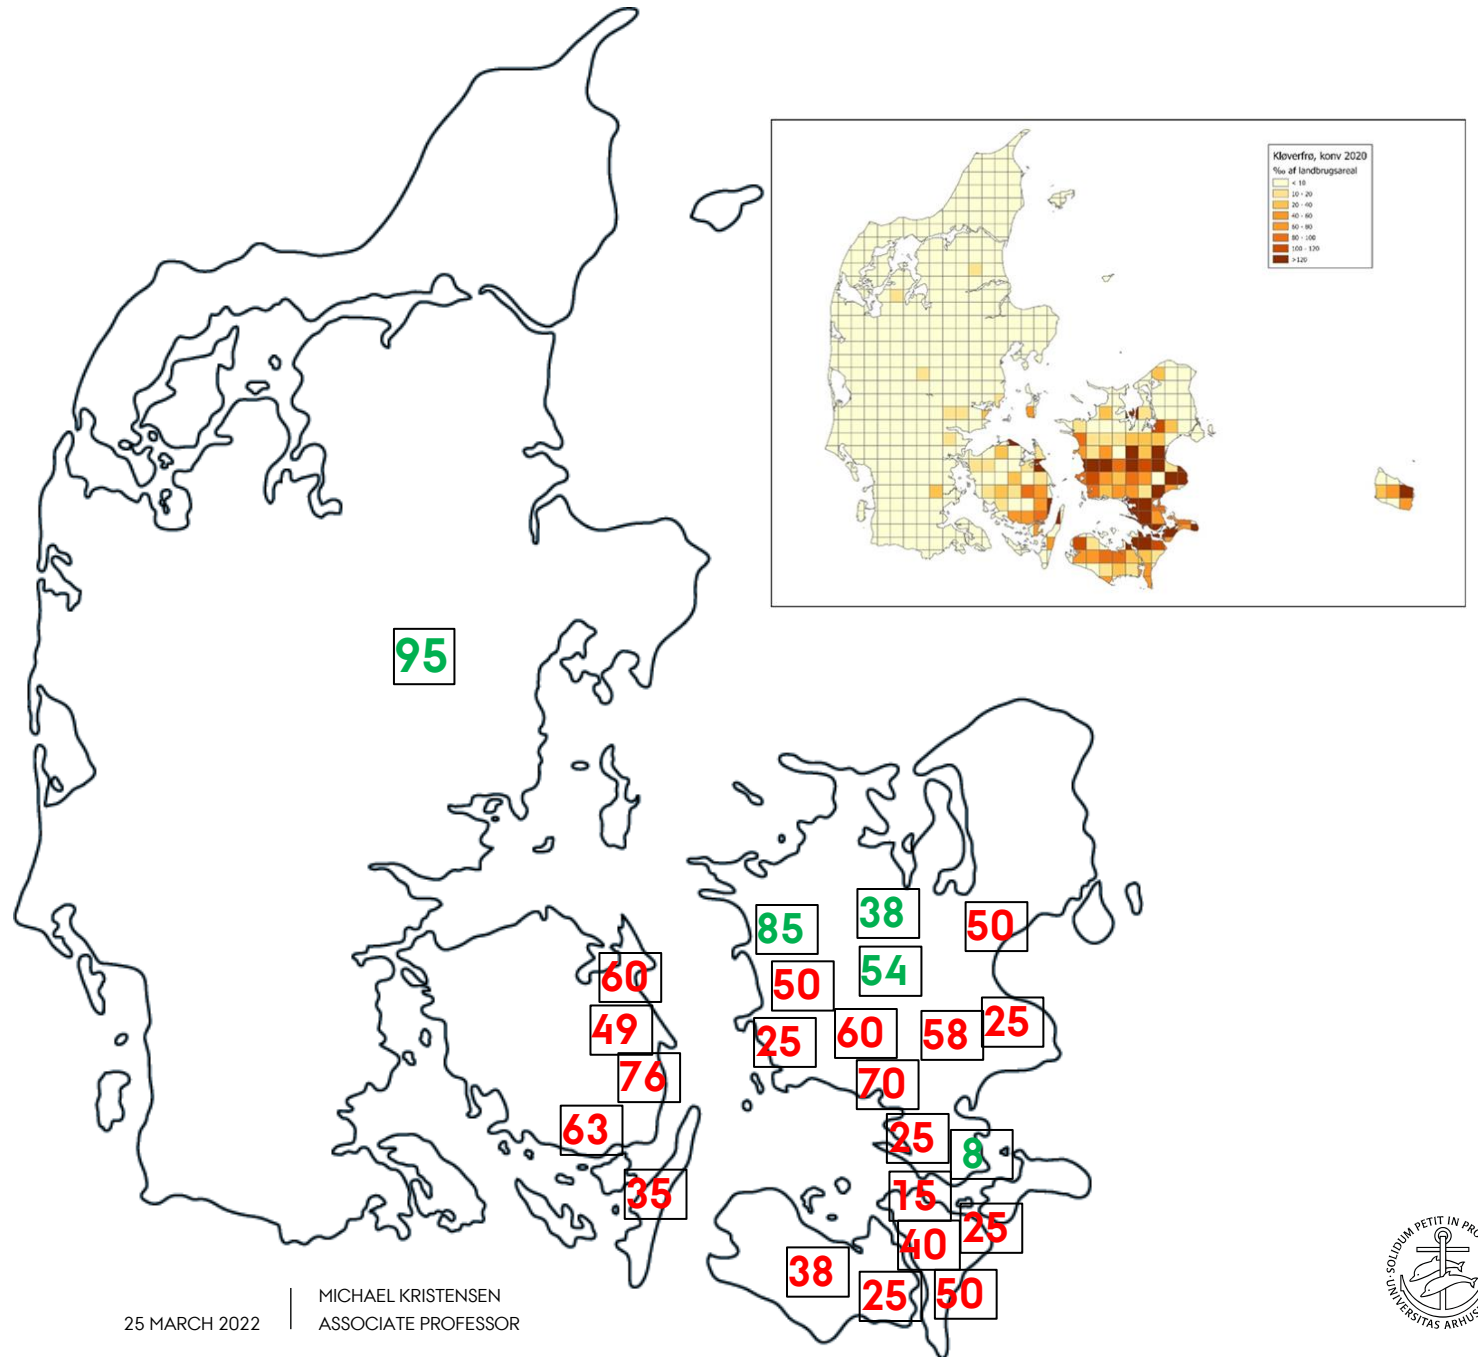 Kløverfrø, konv 2020
‰ af landbrugsareal
< 10
10 - 20
20 - 40
40 - 60
60 - 80
80 - 100
100 - 120
>120
95
85
38
50
60
50
54
49
25
60
58
25
76
70
63
25
8
35
15
25
40
38
25
50
25 MARCH 2022
MICHAEL KRISTENSEN
ASSOCIATE PROFESSOR
SOLIDUM PETIT IN PRO
UNIVERSITAS ARHUS